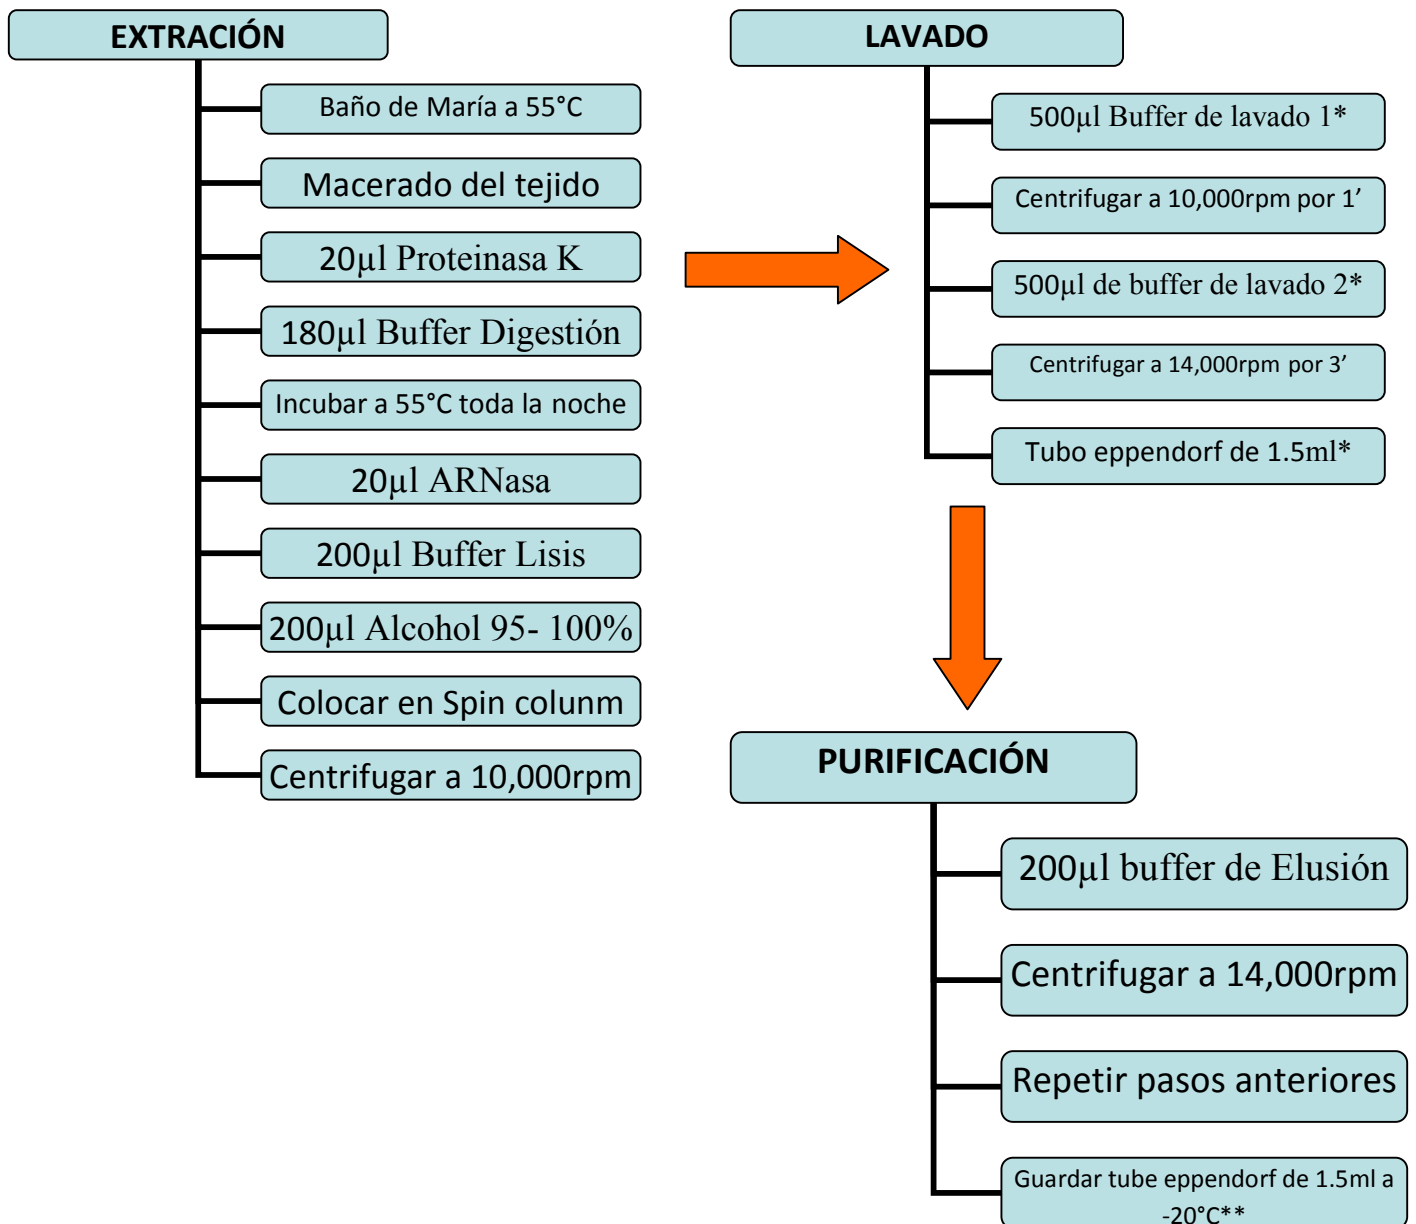 EXTRACIÓN
Baño de María a 55°C
Macerado del tejido
20µl Proteinasa K
180µl Buffer Digestión
Incubar a 55°C toda la noche
20µl ARNasa
200µl Buffer Lisis
200µl Alcohol 95- 100%
Colocar en Spin colunm
Centrifugar a 10,000rpm
LAVADO
500µl Buffer de lavado 1*
Centrifugar a 10,000rpm por 1’
500µl de buffer de lavado 2*
Centrifugar a 14,000rpm por 3’
Tubo eppendorf de 1.5ml*
PURIFICACIÓN
200µl buffer de Elusión
Centrifugar a 14,000rpm
Repetir pasos anteriores
Guardar tube eppendorf de 1.5ml a
-20°C**